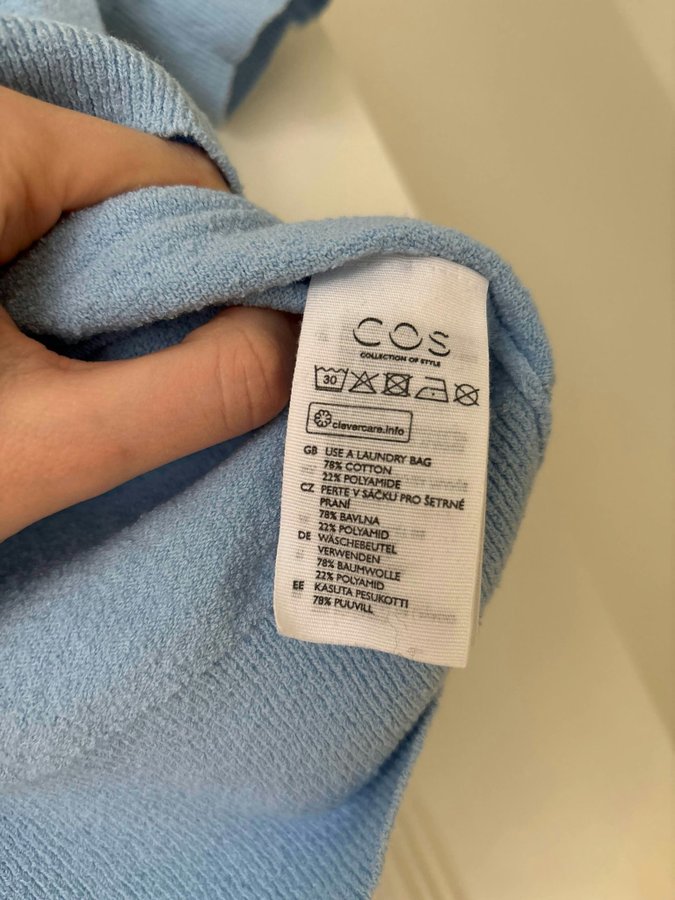 COS
COLLECTION OF STYLE
30
clevercare.info
GB USE A LAUNDRY BAG
78% COTTON
22% POLYAMIDE
CZ PERTE V SÁČKU PRO ŠETRNÉ
PRANÍ
78% BAVLNA
22% POLYAMID
DE WÄSCHEBEUTEL
VERWENDEN
78% BAUMWOLLE
22% POLYAMID
EE KASUTA PESUKOTTI
78% PUUVILL